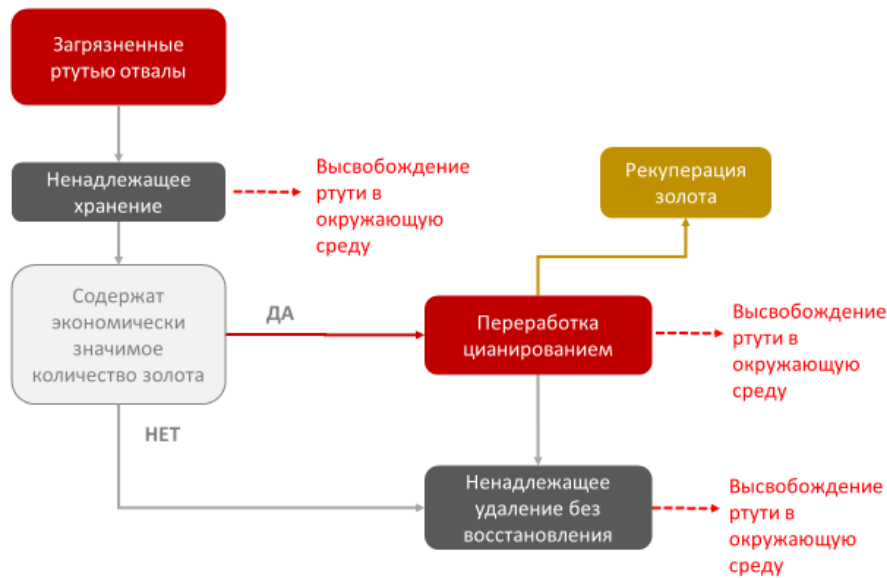 Загрязненные
ртутью отвалы
Ненадлежащее
хранение
Высвобождение
ртути в
окружающую
среду
Рекуперация
золота
Содержат
экономически
значимое
количество золота
ДА
Переработка
цианированием
Высвобождение
ртути в
окружающую
среду
НЕТ
Ненадлежащее
удаление без
восстановления
Высвобождение
ртути в
окружающую
среду